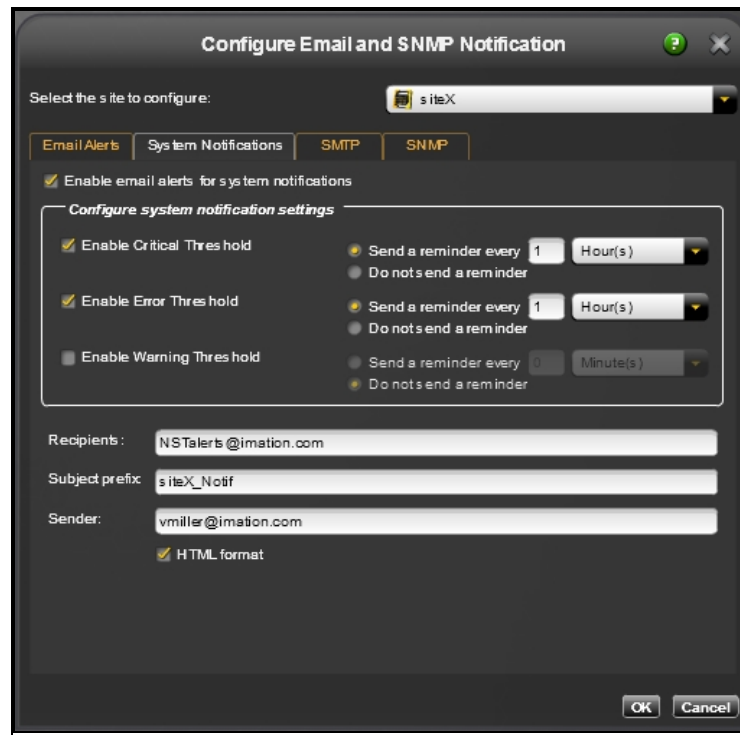 Configure Email and SNMP Notification ?
Select the site to configure: siteX
Email Alerts System Notifications SMTP SNMP
Enable email alerts for system notifications
Configure system notification settings
Enable Critical Threshold Send a reminder every 1 Hour(s)
Do not send a reminder
Enable Error Threshold Send a reminder every 1 Hour(s)
Do not send a reminder
Enable Warning Threshold Send a reminder every 0 Minute(s)
Do not send a reminder
Recipients: NSTalerts@imation.com
Subject prefix: siteX_Notif
Sender: vmiller@imation.com
HTML format
OK Cancel